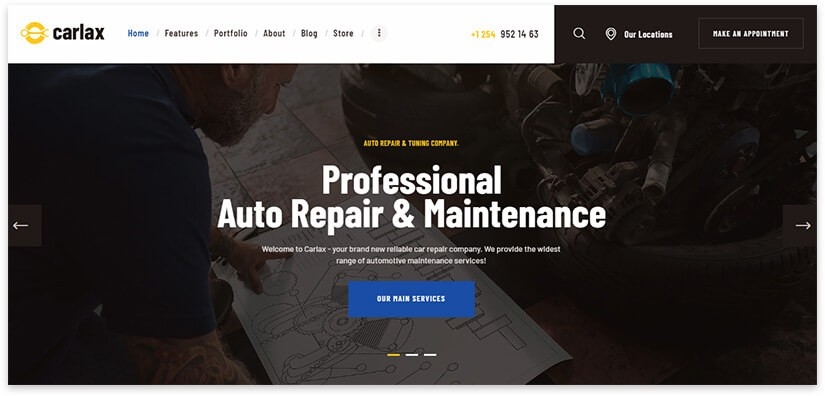 carlax
Home / Features / Portfolio / About / Blog / Store /
+1 254 952 14 63
Our Locations
MAKE AN APPOINTMENT
AUTO REPAIR & TUNING COMPANY.
Professional
Auto Repair & Maintenance
Welcome to Carlax - your brand new reliable car repair company. We provide the widest
range of automotive maintenance services!
OUR MAIN SERVICES